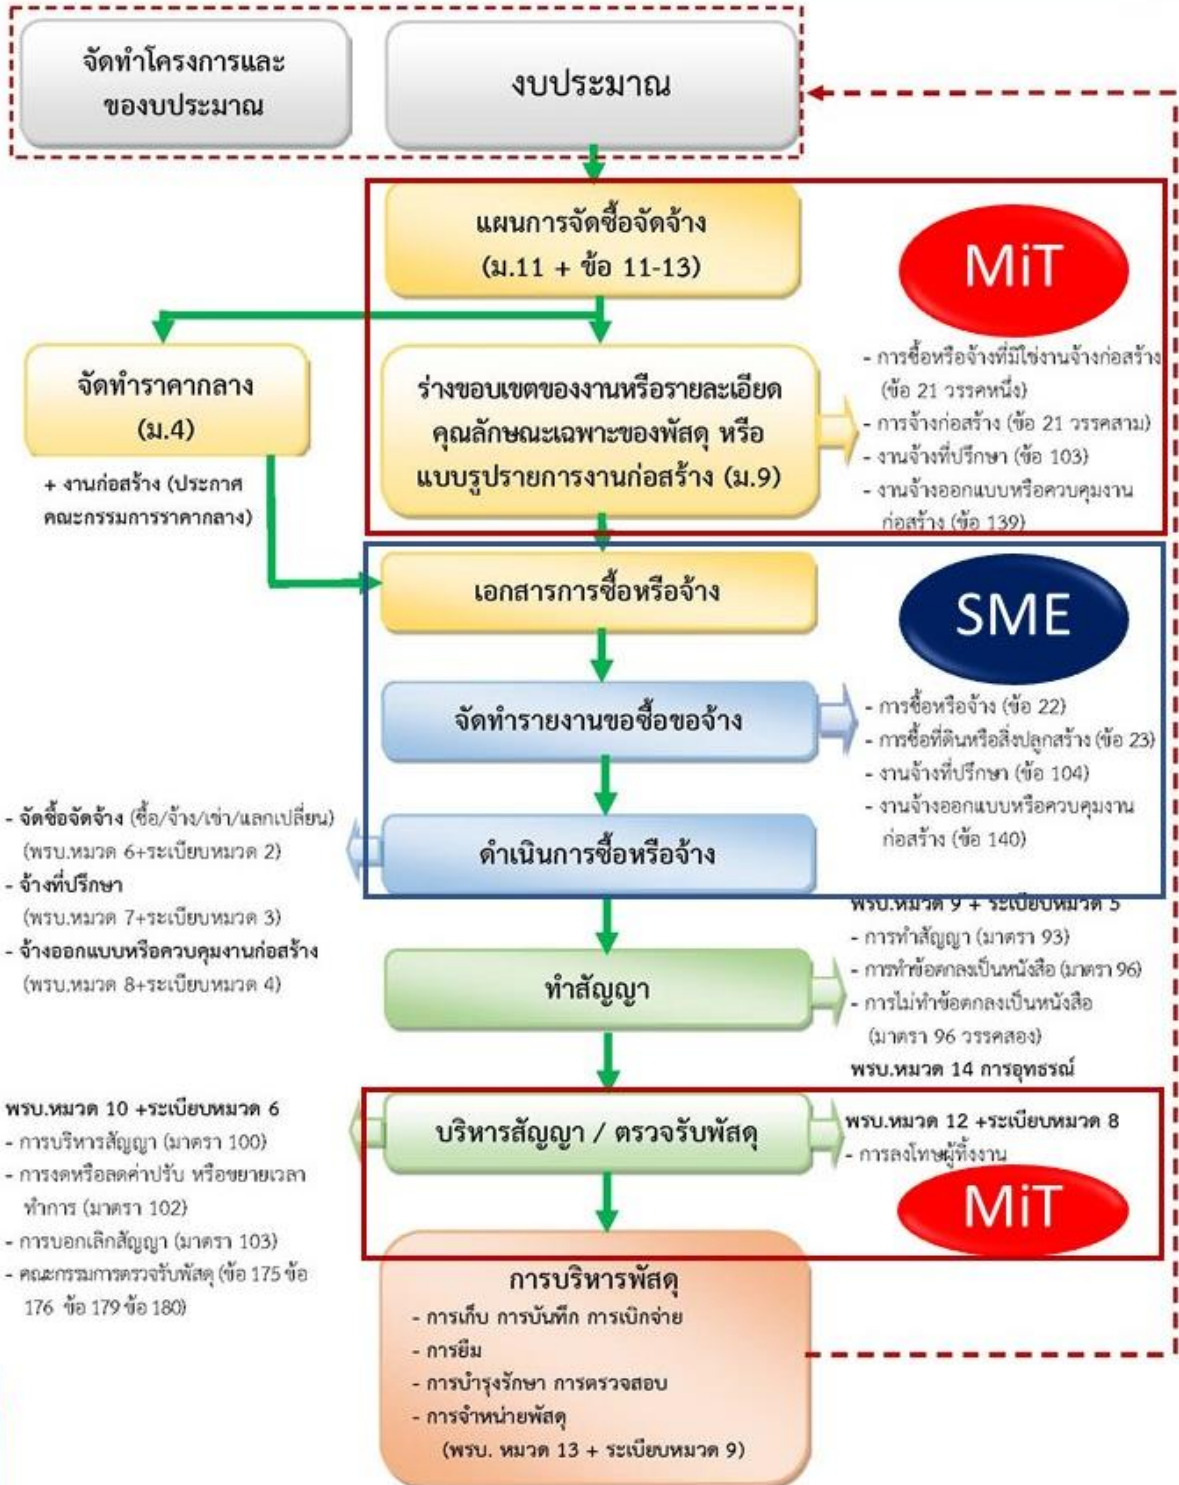 จัดทำโครงการและ
ของบประมาณ
งบประมาณ
แผนการจัดซื้อจัดจ้าง
(ม.11 + ข้อ 11-13)
MiT
จัดทำราคากลาง
(ม.4)
+ งานก่อสร้าง (ประกาศ
คณะกรรมการราคากลาง)
ร่างขอบเขตของงานหรือรายละเอียด
คุณลักษณะเฉพาะของพัสดุ หรือ
แบบรูปรายการงานก่อสร้าง (ม.9)
- การซื้อหรือจ้างที่มิใช่งานจ้างก่อสร้าง
(ข้อ 21 วรรคหนึ่ง)
- การจ้างก่อสร้าง (ข้อ 21 วรรคสาม)
- งานจ้างที่ปรึกษา (ข้อ 103)
- งานจ้างออกแบบหรือควบคุมงาน
ก่อสร้าง (ข้อ 139)
เอกสารการซื้อหรือจ้าง
SME
จัดทำรายงานขอซื้อขอจ้าง
- การซื้อหรือจ้าง (ข้อ 22)
- การซื้อที่ดินหรือสิ่งปลูกสร้าง (ข้อ 23)
- งานจ้างที่ปรึกษา (ข้อ 104)
- งานจ้างออกแบบหรือควบคุมงาน
ก่อสร้าง (ข้อ 140)
ดำเนินการซื้อหรือจ้าง
- จัดซื้อจัดจ้าง (ซื้อ/จ้าง/เช่า/แลกเปลี่ยน)
(พรบ.หมวด 6+ระเบียบหมวด 2)
- จ้างที่ปรึกษา
(พรบ.หมวด 7+ระเบียบหมวด 3)
- จ้างออกแบบหรือควบคุมงานก่อสร้าง
(พรบ.หมวด 8+ระเบียบหมวด 4)
ทำสัญญา
พรบ.หมวด 9 + ระเบียบหมวด 5
- การทำสัญญา (มาตรา 93)
- การทำข้อตกลงเป็นหนังสือ (มาตรา 96)
- การไม่ทำข้อตกลงเป็นหนังสือ
(มาตรา 96 วรรคสอง)
พรบ.หมวด 14 การอุทธรณ์
พรบ.หมวด 10 +ระเบียบหมวด 6
- การบริหารสัญญา (มาตรา 100)
- การงดหรือลดค่าปรับ หรือขยายเวลา
ทำการ (มาตรา 102)
- การบอกเลิกสัญญา (มาตรา 103)
- คณะกรรมการตรวจรับพัสดุ (ข้อ 175 ข้อ
176 ข้อ 179 ข้อ 180)
บริหารสัญญา / ตรวจรับพัสดุ
พรบ.หมวด 12 +ระเบียบหมวด 8
- การลงโทษผู้ทิ้งงาน
MiT
การบริหารพัสดุ
- การเก็บ การบันทึก การเบิกจ่าย
- การยืม
- การบำรุงรักษา การตรวจสอบ
- การจำหน่ายพัสดุ
(พรบ. หมวด 13 + ระเบียบหมวด 9)